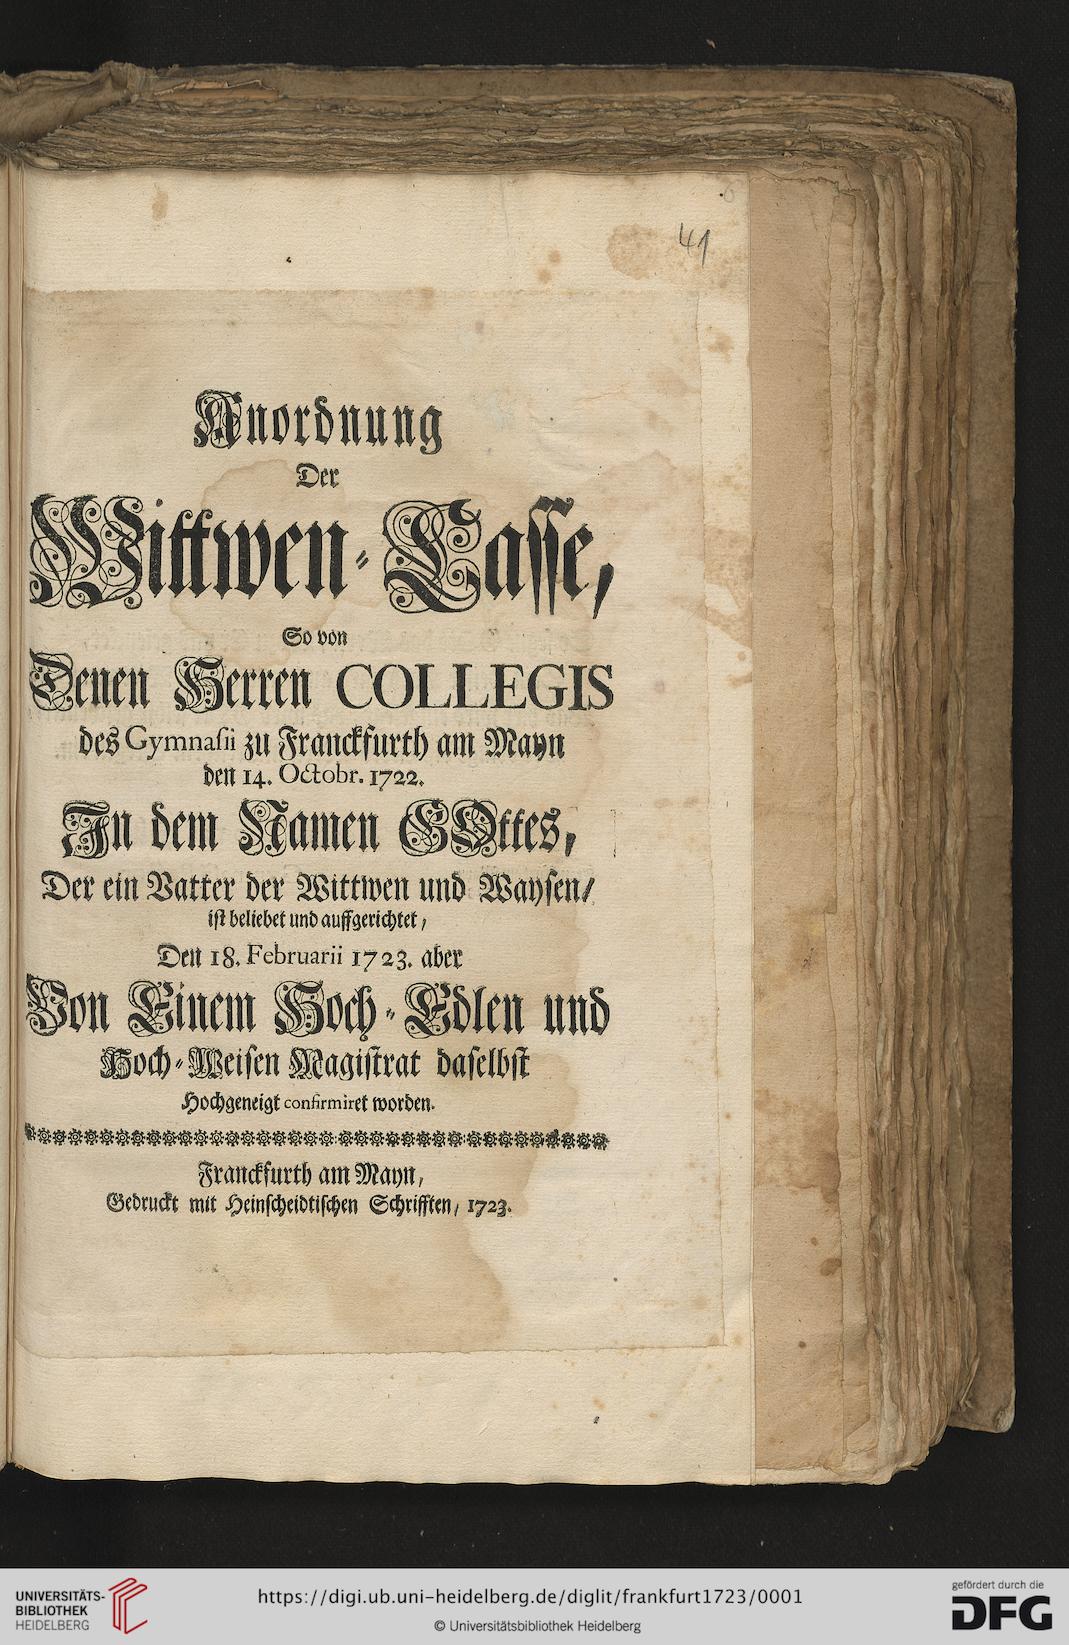 41
Anordnung
Der
Wittwen-Casse,
So von
Denen Herren COLLEGIS
des Gymnasii zu Franckfurth am Mayn
den 14. Octobr. 1722.
In dem Namen GOttes,
Der ein Vatter der Wittwen und Waysen/
ist beliebet und auffgerichtet,
Den 18. Februarii 1723. aber
Von Einem Hoch-Edlen und
Hoch-Weisen Magistrat daselbst
Hochgeneigt confirmiret worden.
Franckfurth am Mayn,
Gedruckt mit Heinscheidtischen Schrifften, 1723.
UNIVERSITÄTS-
BIBLIOTHEK
HEIDELBERG
https://digi.ub.uni-heidelberg.de/diglit/frankfurt1723/0001
© Universitätsbibliothek Heidelberg
gefördert durch die
DFG